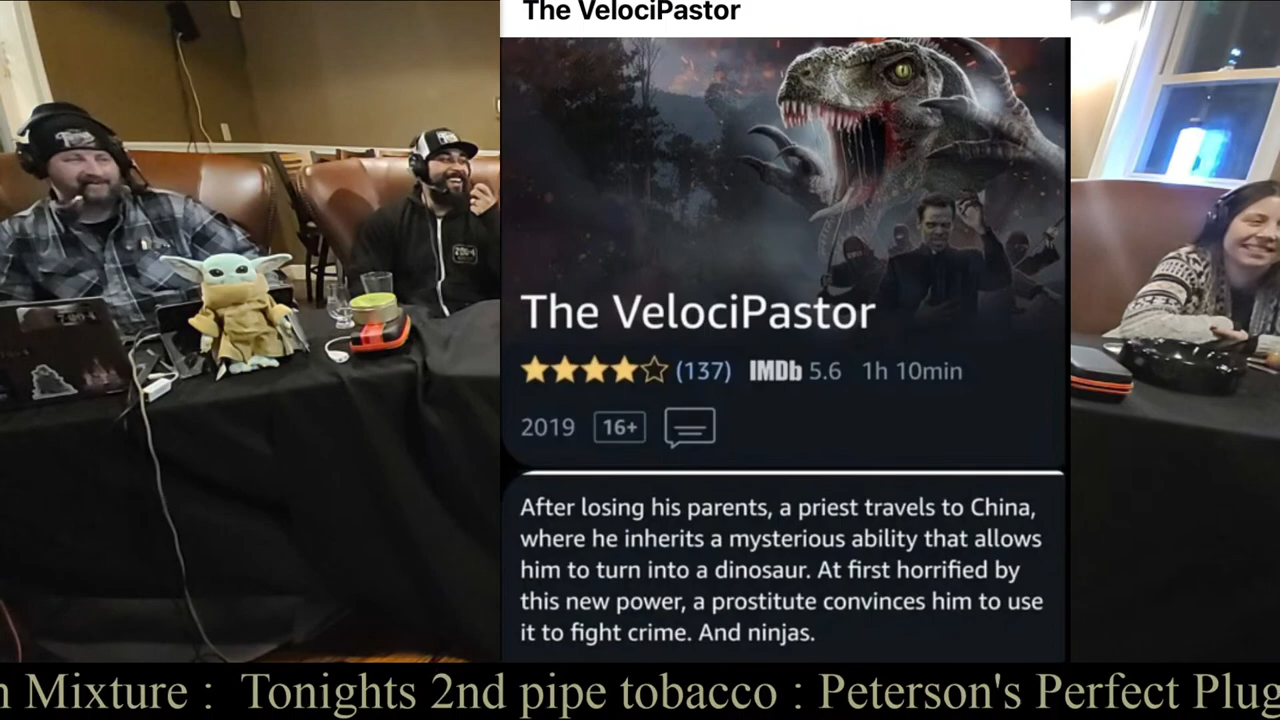 The VelociPastor
The VelociPastor
(137) IMDb 5.6 1h 10min
2019 16+
After losing his parents, a priest travels to China,
where he inherits a mysterious ability that allows
him to turn into a dinosaur. At first horrified by
this new power, a prostitute convinces him to use
it to fight crime. And ninjas.
n Mixture : Tonights 2nd pipe tobacco : Peterson's Perfect Plug